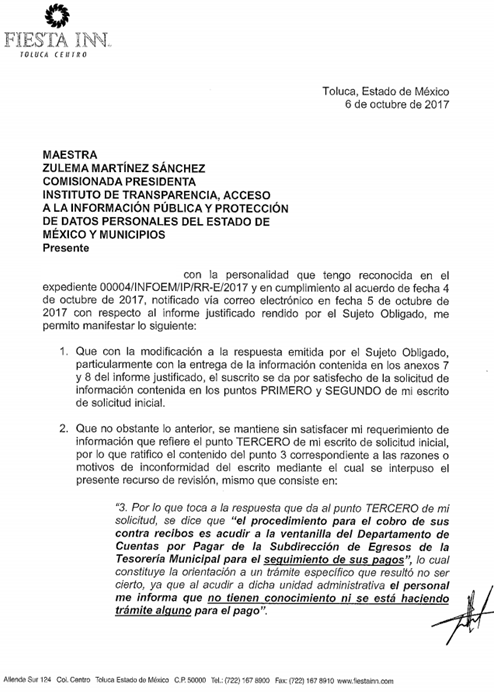 FIESTA INN
TOLUCA CENTRO
Toluca, Estado de México
6 de octubre de 2017
MAESTRA
ZULEMA MARTÍNEZ SÁNCHEZ
COMISIONADA PRESIDENTA
INSTITUTO DE TRANSPARENCIA, ACCESO
A LA INFORMACIÓN PÚBLICA Y PROTECCIÓN
DE DATOS PERSONALES DEL ESTADO DE
MÉXICO Y MUNICIPIOS
Presente
con la personalidad que tengo reconocida en el
expediente 00004/INFOEM/IP/RR-E/2017 y en cumplimiento al acuerdo de fecha 4
de octubre de 2017, notificado vía correo electrónico en fecha 5 de octubre de
2017 con respecto al informe justificado rendido por el Sujeto Obligado, me
permito manifestar lo siguiente:
1. Que con la modificación a la respuesta emitida por el Sujeto Obligado,
particularmente con la entrega de la información contenida en los anexos 7
y 8 del informe justificado, el suscrito se da por satisfecho de la solicitud de
información contenida en los puntos PRIMERO y SEGUNDO de mi escrito
de solicitud inicial.
2. Que no obstante lo anterior, se mantiene sin satisfacer mi requerimiento de
información que refiere el punto TERCERO de mi escrito de solicitud inicial,
por lo que ratifico el contenido del punto 3 correspondiente a las razones o
motivos de inconformidad del escrito mediante el cual se interpuso el
presente recurso de revisión, mismo que consiste en:
"3. Por lo que toca a la respuesta que da al punto TERCERO de mi
solicitud, se dice que "el procedimiento para el cobro de sus
contra recibos es acudir a la ventanilla del Departamento de
Cuentas por Pagar de la Subdirección de Egresos de la
Tesorería Municipal para el seguimiento de sus pagos", lo cual
constituye la orientación a un trámite específico que resultó no ser
cierto, ya que al acudir a dicha unidad administrativa el personal
me informa que no tienen conocimiento ni se está haciendo
trámite alguno para el pago".
Allende Sur 124 Col. Centro Toluca Estado de México C.P. 50000 Tel.: (722) 167 8900 Fax: (722) 167 8910 www.fiestainn.com